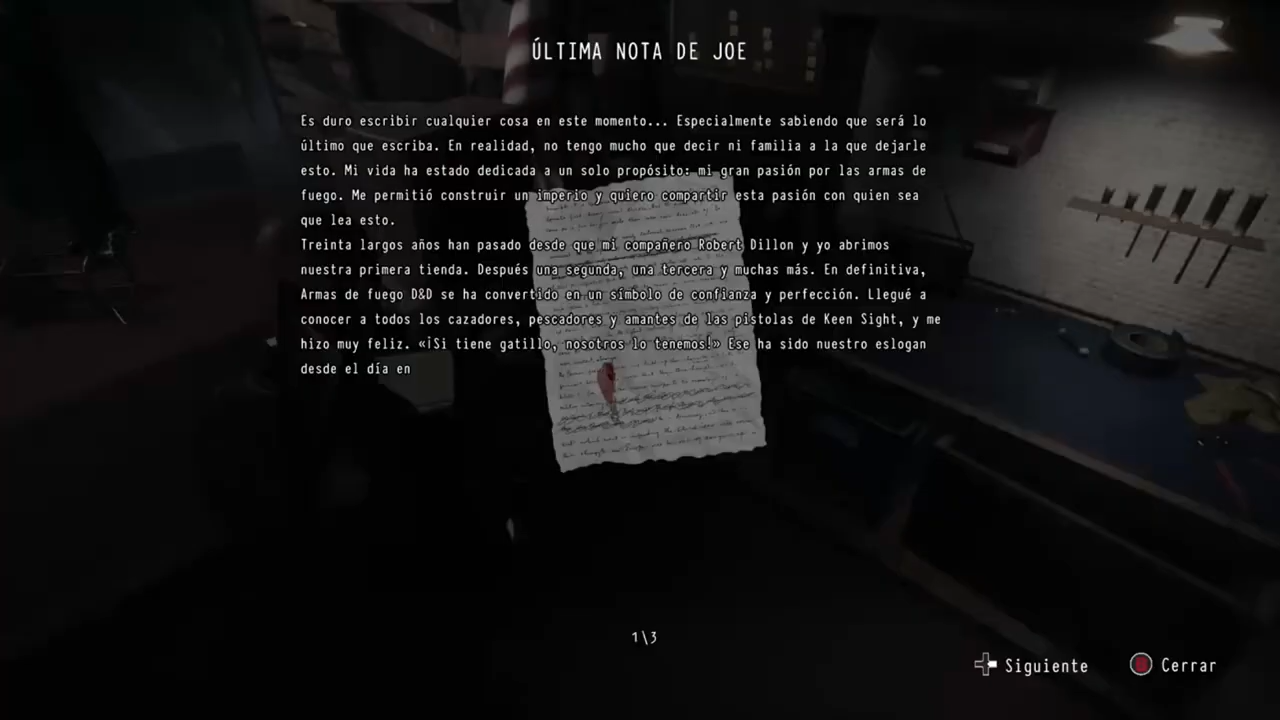 ÚLTIMA NOTA DE JOE
Es duro escribir cualquier cosa en este momento... Especialmente sabiendo que será lo
último que escriba. En realidad, no tengo mucho que decir ni familia a la que dejarle
esto. Mi vida ha estado dedicada a un solo propósito: mi gran pasión por las armas de
fuego. Me permitió construir un imperio y quiero compartir esta pasión con quien sea
que lea esto.
Treinta largos años han pasado desde que mi compañero Robert Dillon y yo abrimos
nuestra primera tienda. Después una segunda, una tercera y muchas más. En definitiva,
Armas de fuego D&D se ha convertido en un símbolo de confianza y perfección. Llegué a
conocer a todos los cazadores, pescadores y amantes de las pistolas de Keen Sight, y me
hizo muy feliz. «¡Si tiene gatillo, nosotros lo tenemos!» Ese ha sido nuestro eslogan
desde el día en
1\3
Siguiente
Cerrar